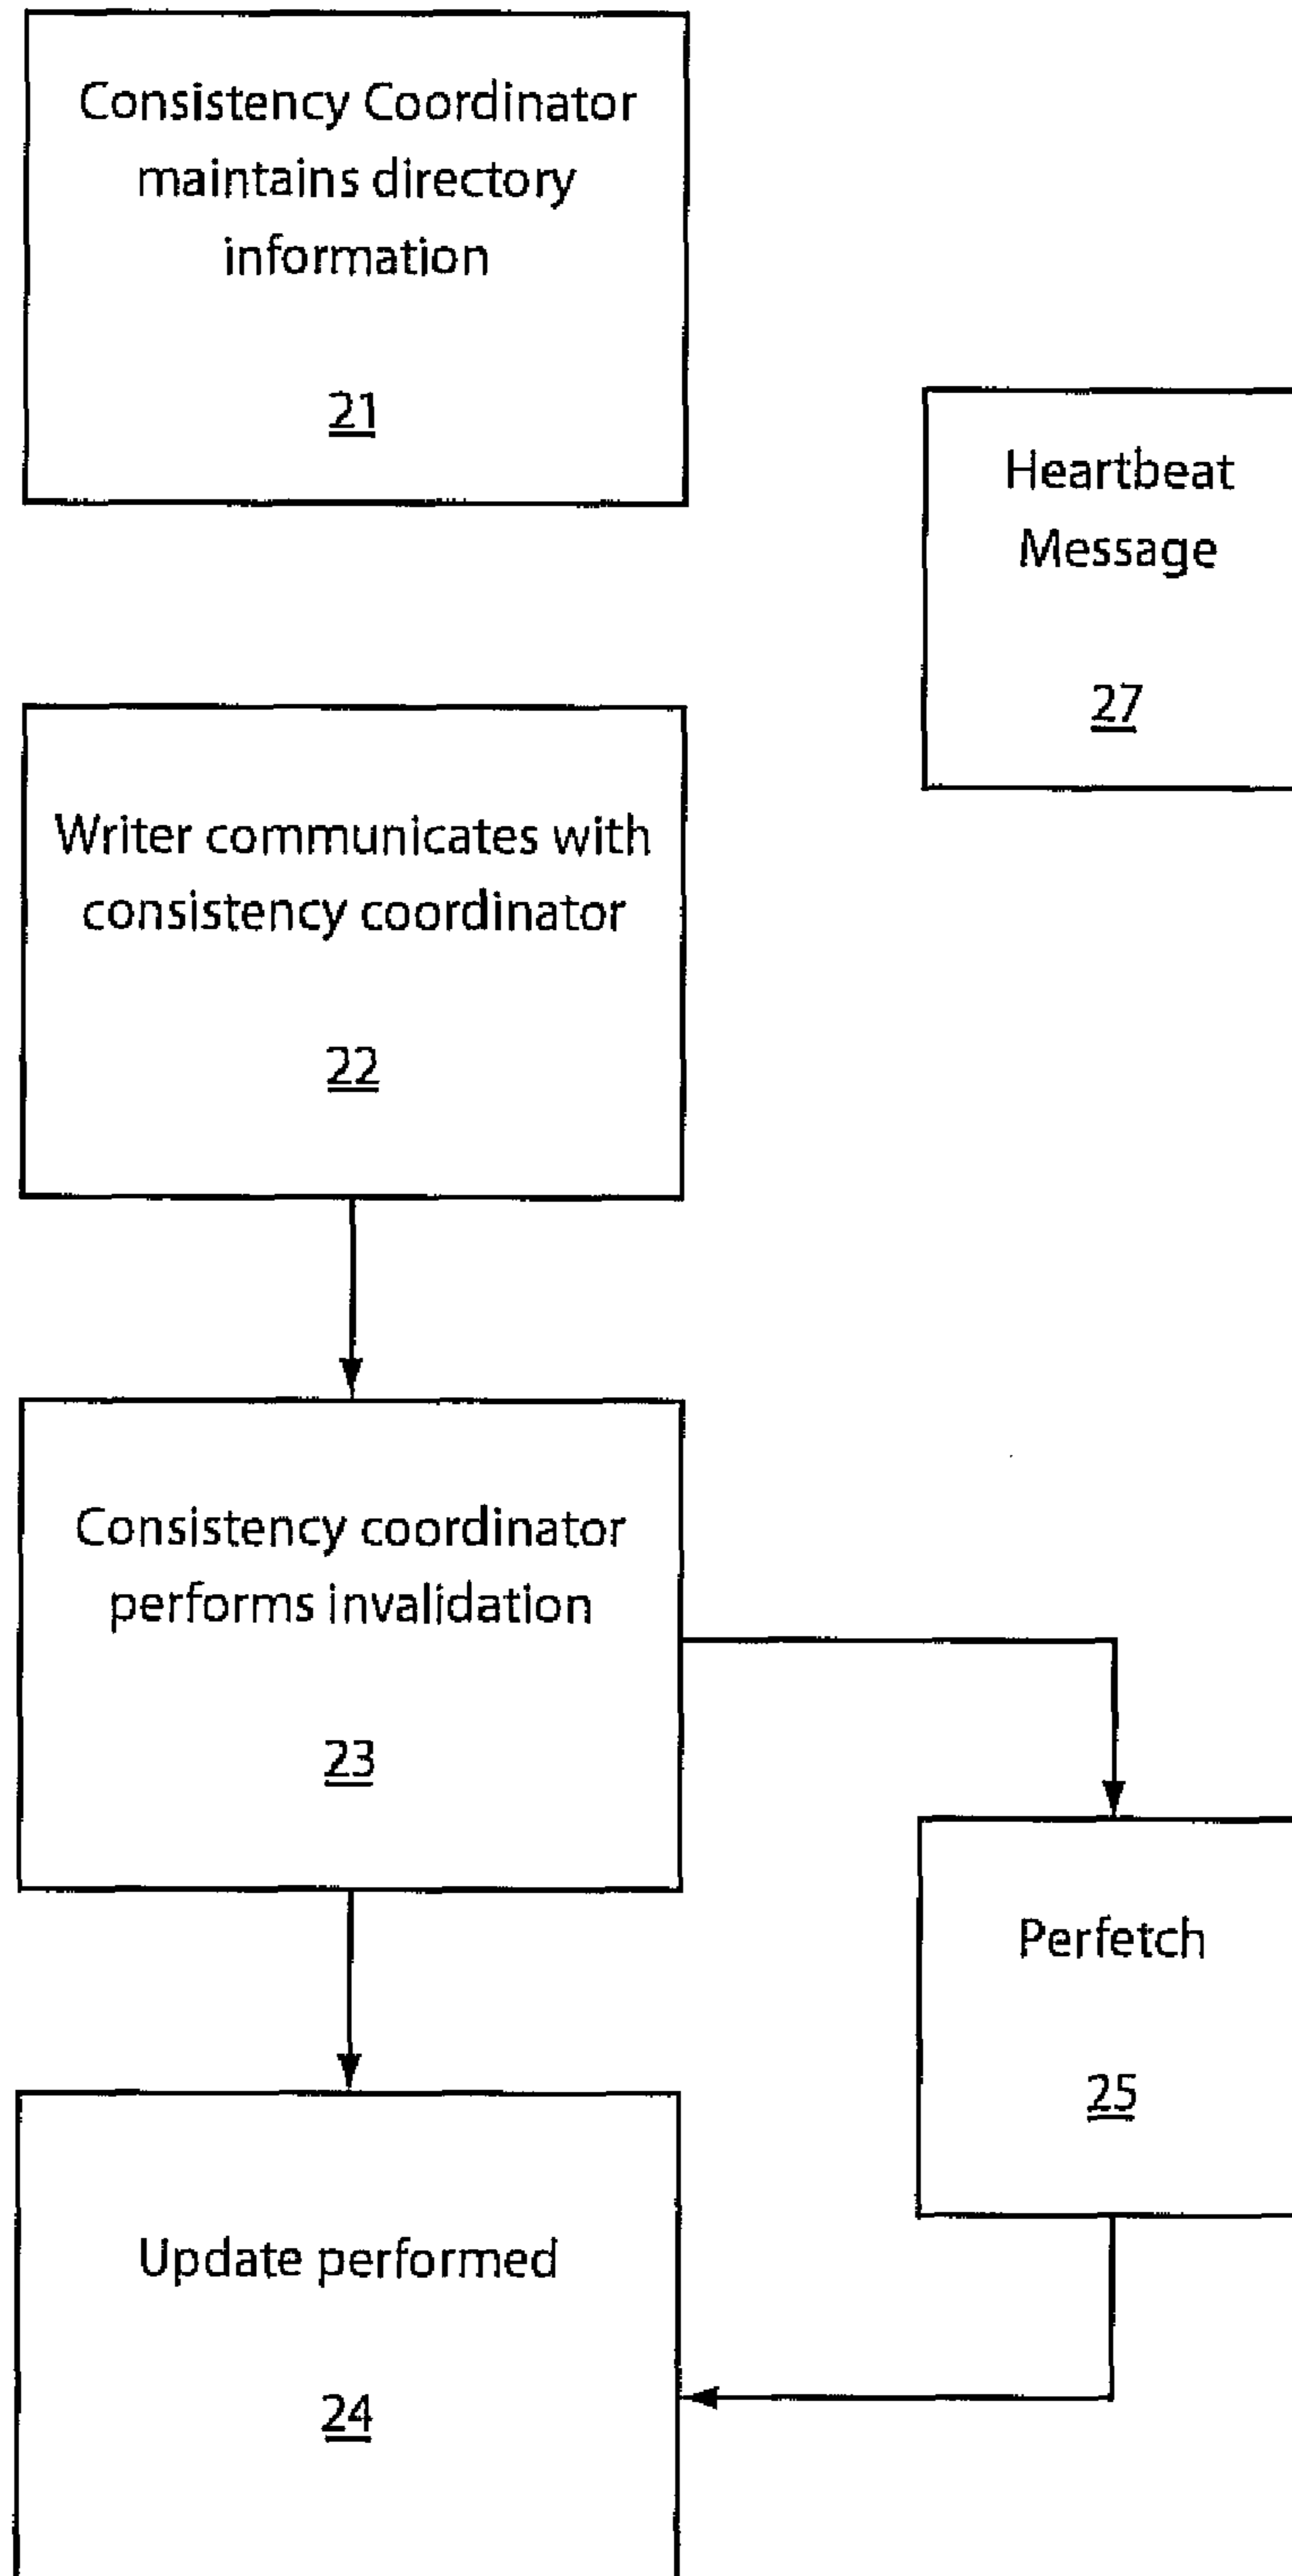 Consistency Coordinator
maintains directory
information
21
Heartbeat
Message
27
Writer communicates with
consistency coordinator
22
Consistency coordinator
performs invalidation
23
Perfetch
25
Update performed
24